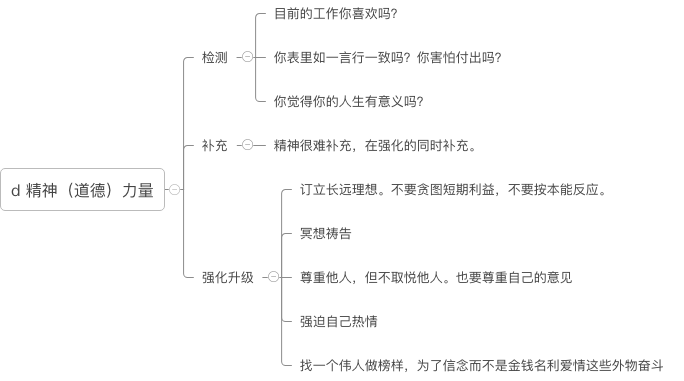 目前的工作你喜欢吗？
检测
你表里如一言行一致吗？你害怕付出吗？
你觉得你的人生有意义吗？
补充
精神很难补充，在强化的同时补充。
d 精神（道德）力量
订立长远理想。不要贪图短期利益，不要按本能反应。
冥想祷告
强化升级
尊重他人，但不取悦他人。也要尊重自己的意见
强迫自己热情
找一个伟人做榜样，为了信念而不是金钱名利爱情这些外物奋斗